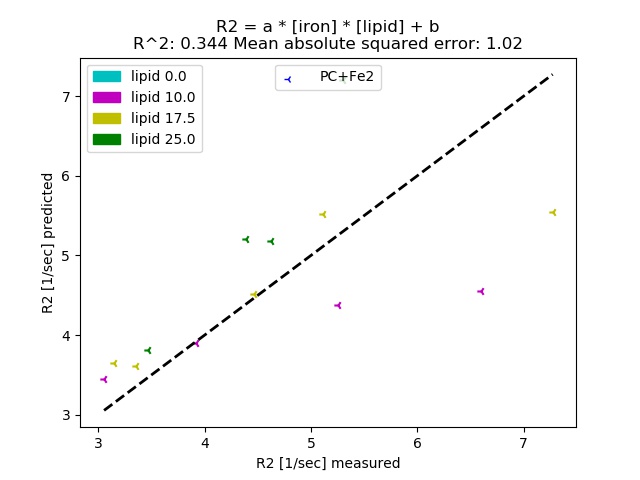 R2 = a * [iron] * [lipid] + b
R^2: 0.344 Mean absolute squared error: 1.02
lipid 0.0
lipid 10.0
lipid 17.5
lipid 25.0
PC+Fe2
7
6
5
4
3
R2 [1/sec] predicted
3 4 5 6 7
R2 [1/sec] measured